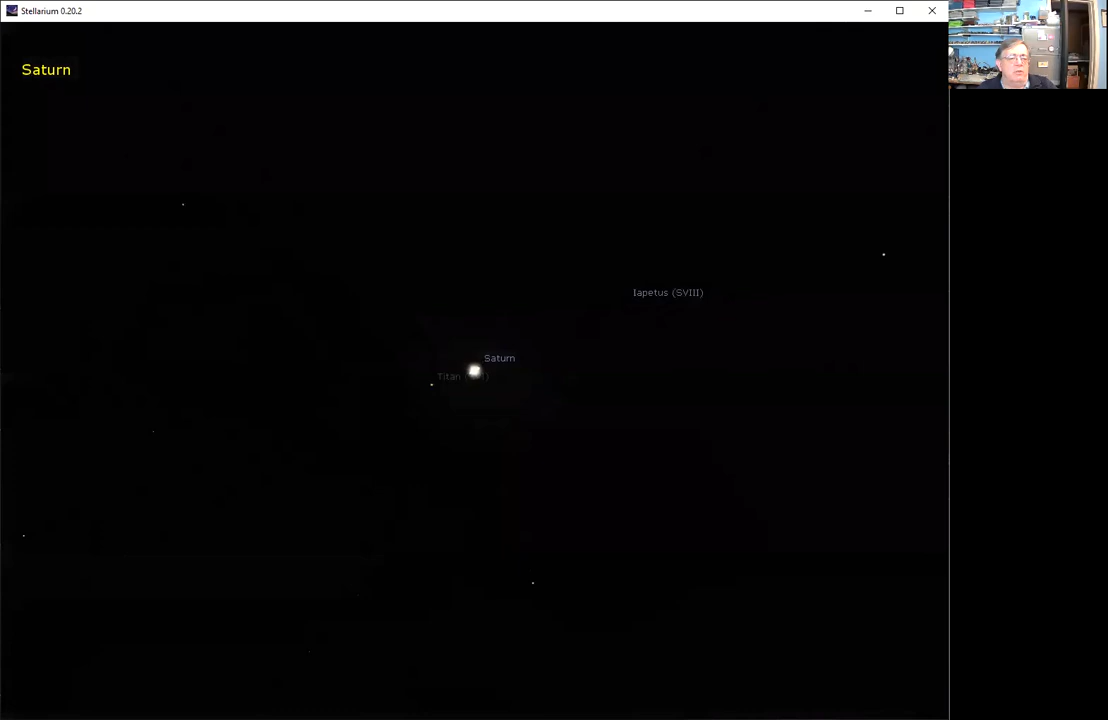 Stellarium 0.20.2
Saturn
Iapetus (SVIII)
Saturn
Titan